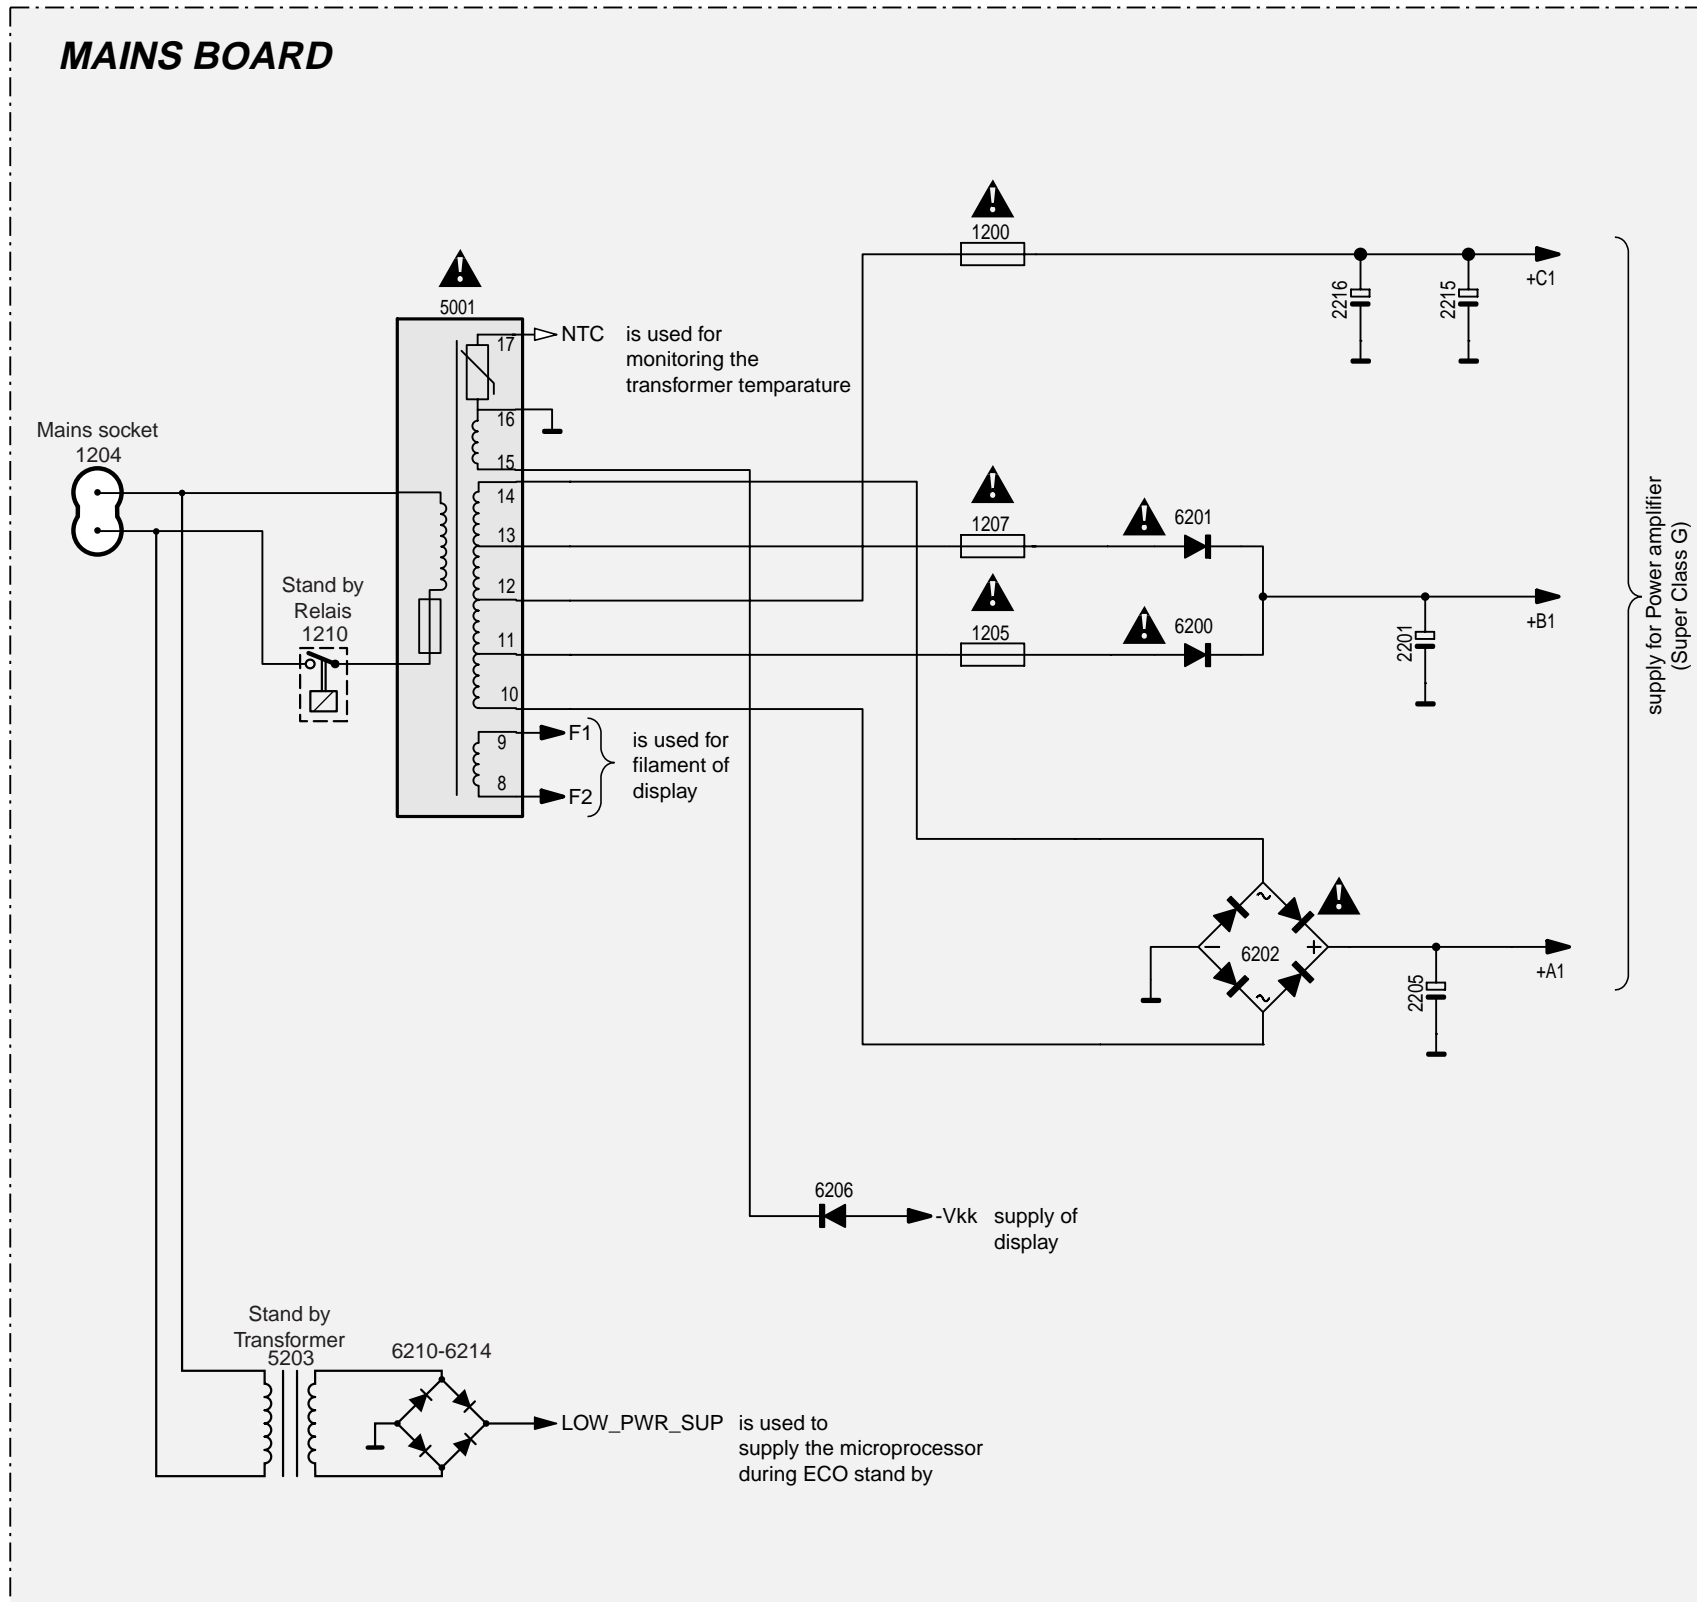 MAINS BOARD
1200
+C1
2216
2215
5001
17
NTC
is used for
monitoring the
transformer temparature
16
15
Mains socket
1204
14
13
12
11
10
9
8
1207
6201
1205
6200
+B1
2201
supply for Power amplifier
(Super Class G)
Stand by
Relais
1210
F1
F2
is used for
filament of
display
~
6202
~
+A1
2205
6206
-Vkk
supply of
display
Stand by
Transformer
5203
6210-6214
LOW_PWR_SUP
is used to
supply the microprocessor
during ECO stand by